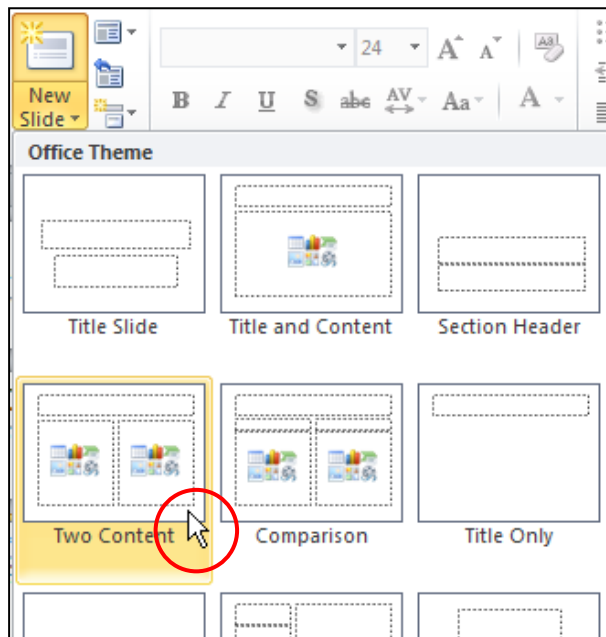 24 A A Aa
New B I U S abc AV Aa A
Slide
Office Theme
Title Slide Title and Content Section Header
Two Content Comparison Title Only